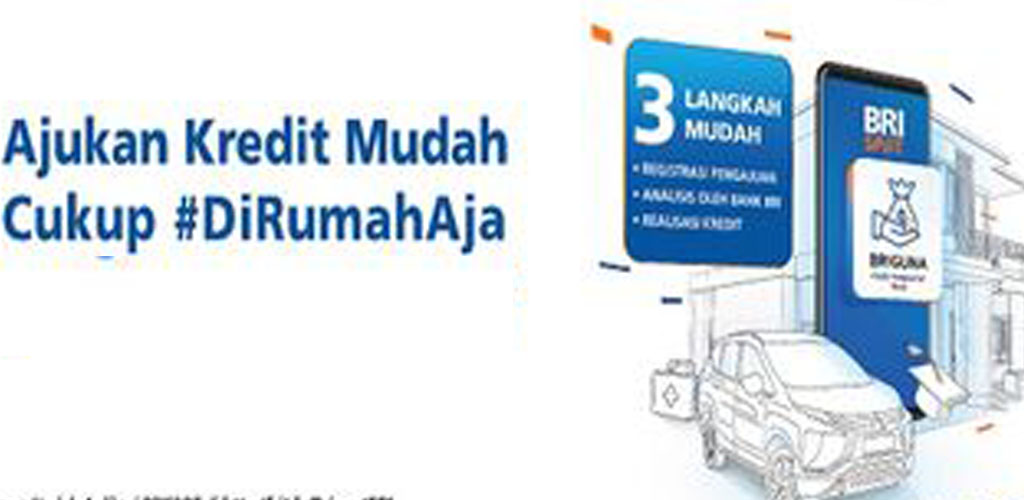 Ajukan Kredit Mudah
Cukup #DiRumahAja
3 LANGKAH
MUDAH
• REGISTRASI PENGAJUAN
• ANALISIS OLEH BANK BRI
• REALISASI KREDIT
BRI
BRIGUNA